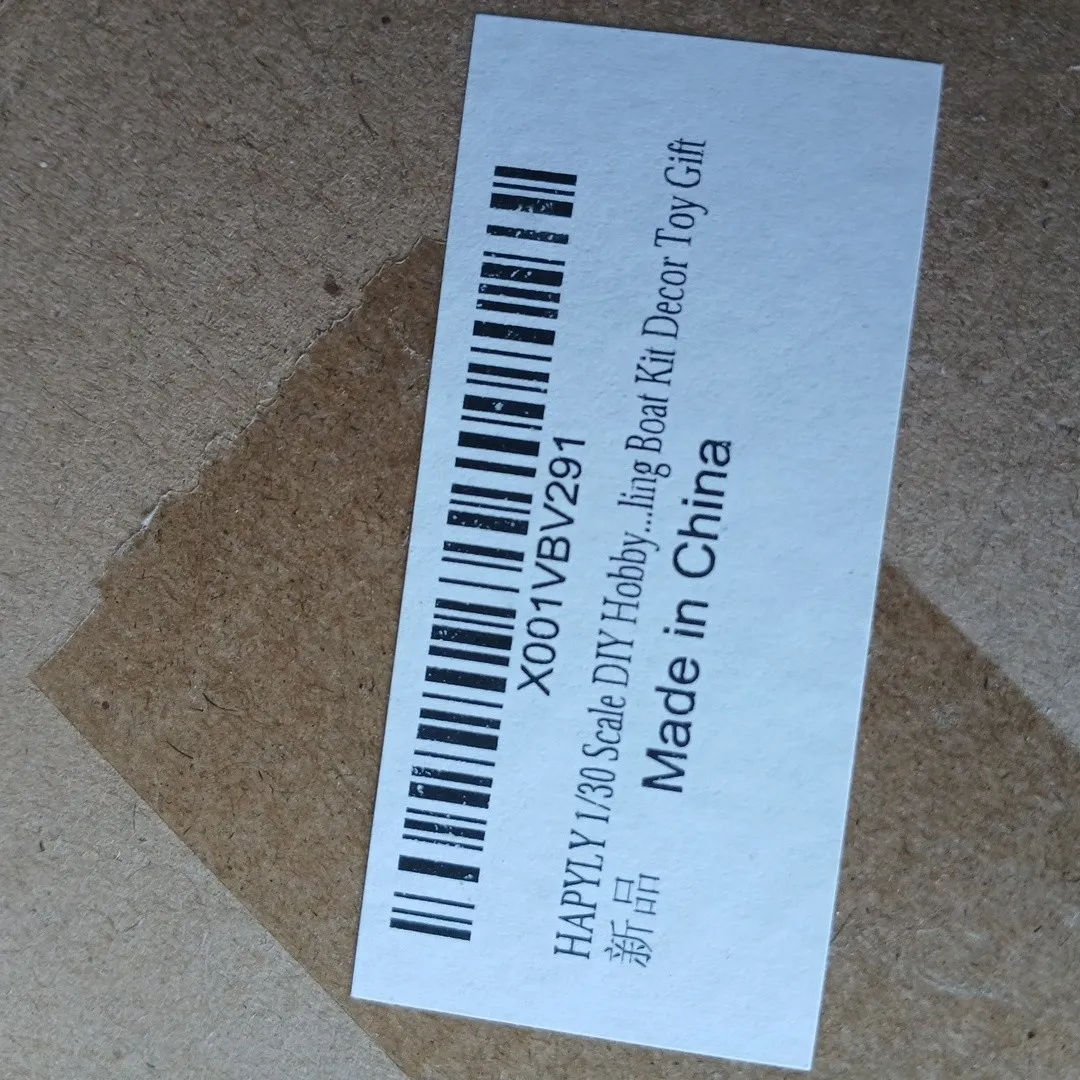 X001VBV291
HAPYLY 1/30 Scale DIY Hobby...ling Boat Kit Decor Toy Gift
新品
Made in China